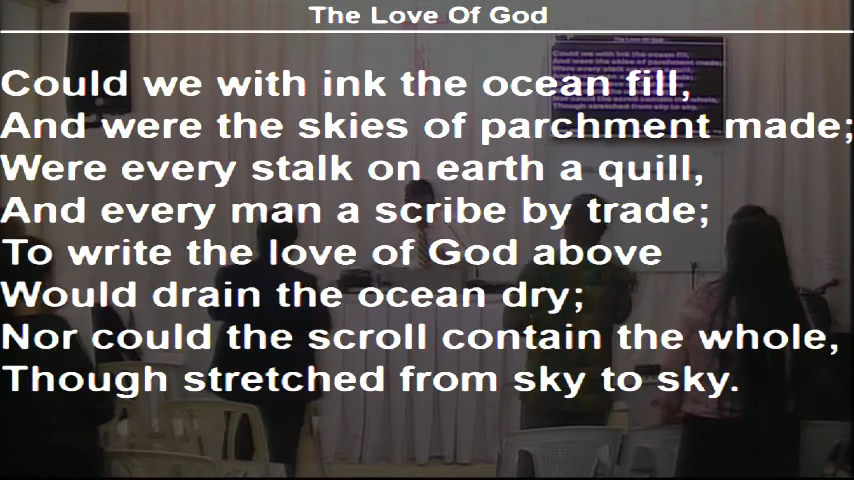 The Love Of God
Could we with ink the ocean fill,
And were the skies of parchment made;
Were every stalk on earth a quill,
And every man a scribe by trade;
To write the love of God above
Would drain the ocean dry;
Nor could the scroll contain the whole,
Though stretched from sky to sky.